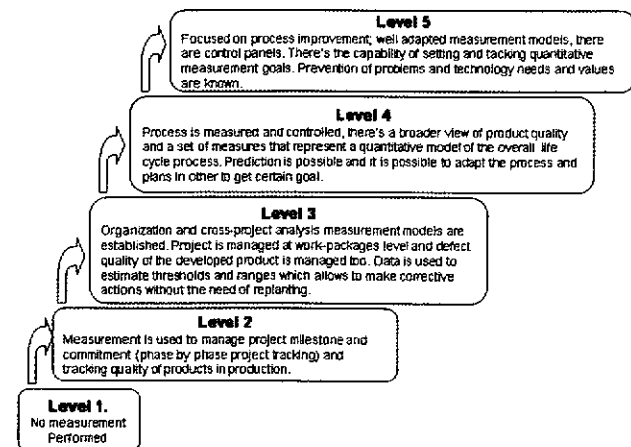 Level 5
Focused on process improvement; well adapted measurement models, there
are control panels. There's the capability of setting and tacking quantitative
measurement goals. Prevention of problems and technology needs and values
are known.
Level 4
Process is measured and controlled, there's a broader view of product quality
and a set of measures that represent a quantitative model of the overall life
cycle process. Prediction is possible and it is possible to adapt the process and
plans in other to get certain goal.
Level 3
Organization and cross-project analysis measurement models are
established. Project is managed at work-packages level and defect
quality of the developed product is managed too. Data is used to
estimate thresholds and ranges which allows to make corrective
actions without the need of replanting.
Level 2
Measurement is used to manage project milestone and
commitment (phase by phase project tracking) and
tracking quality of products in production.
Level 1.
No measurement
Performed